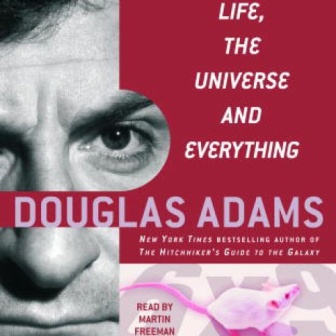 LIFE,
THE
UNIVERSE
AND
EVERYTHING
DOUGLAS ADAMS
NEW YORK TIMES BESTSELLING AUTHOR OF
THE HITCHHIKER'S GUIDE TO THE GALAXY
READ BY
MARTIN
FREEMAN
6X9